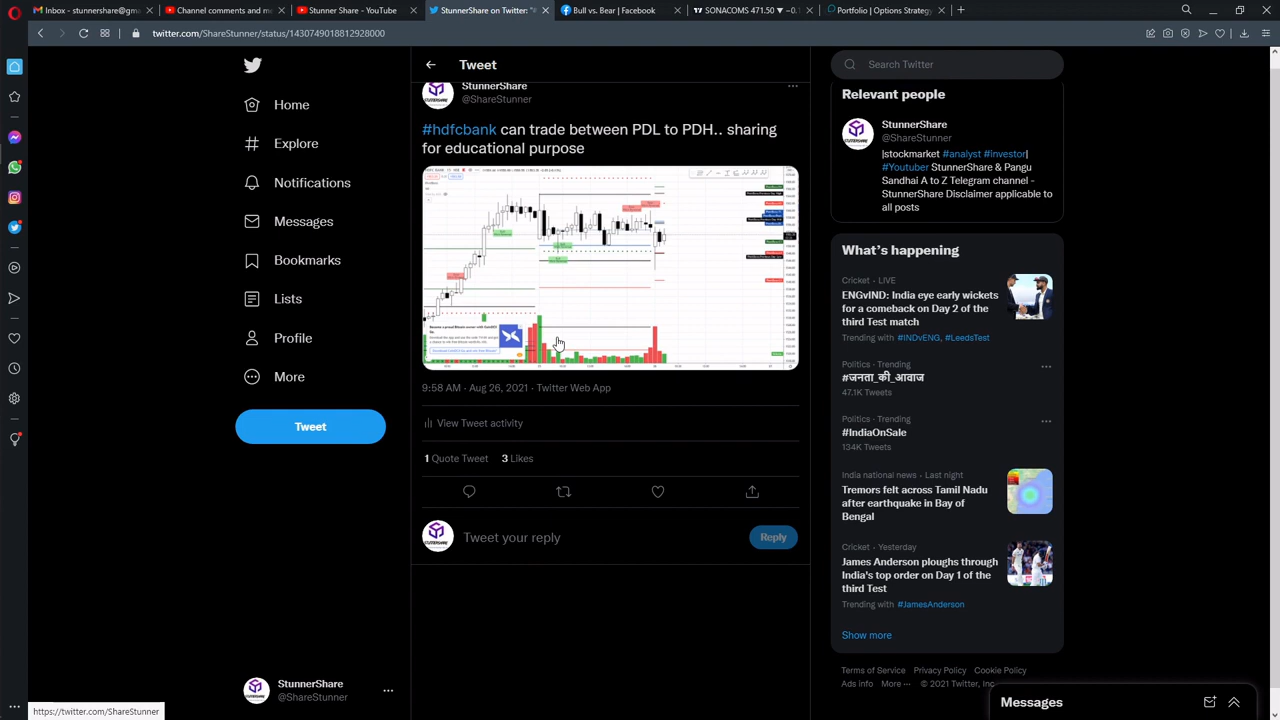 Inbox - stunnershare@gma
Channel comments and me
Stunner Share - YouTube
StunnerShare on Twitter: "#
Bull vs. Bear | Facebook
SONACOMS 471.50
Portfolio | Options Strategy
twitter.com/ShareStunner/status/1430749018812928000
Home
Explore
Notifications
Messages
Bookmarks
Lists
Profile
More
Tweet
StunnerShare
@ShareStunner
https://twitter.com/ShareStunner
Tweet
StunnerShare
@ShareStunner
#hdfcbank can trade between PDL to PDH.. sharing
for educational purpose
9:58 AM · Aug 26, 2021 · Twitter Web App
View Tweet activity
1 Quote Tweet 3 Likes
Tweet your reply
Reply
Search Twitter
Relevant people
StunnerShare
@ShareStunner
|stockmarket #analyst #investor|
#Youtuber StunnerShare & Pangu
Sandhai A to Z Telegram channel -
StunnerShare Disclaimer applicable to
all posts
What's happening
Cricket · LIVE
ENGvIND: India eye early wickets
for a comeback on Day 2 of the
third Test match
Trending with #INDvENG, #LeedsTest
Politics · Trending
#जनता_की_आवाज
47.1K Tweets
Politics · Trending
#IndiaOnSale
134K Tweets
India national news · Last night
Tremors felt across Tamil Nadu
after earthquake in Bay of
Bengal
Cricket · Yesterday
James Anderson ploughs through
India's top order on Day 1 of the
third Test
Trending with #JamesAnderson
Show more
Terms of Service Privacy Policy Cookie Policy
Ads info More ··· © 2021 Twitter, Inc.
Messages